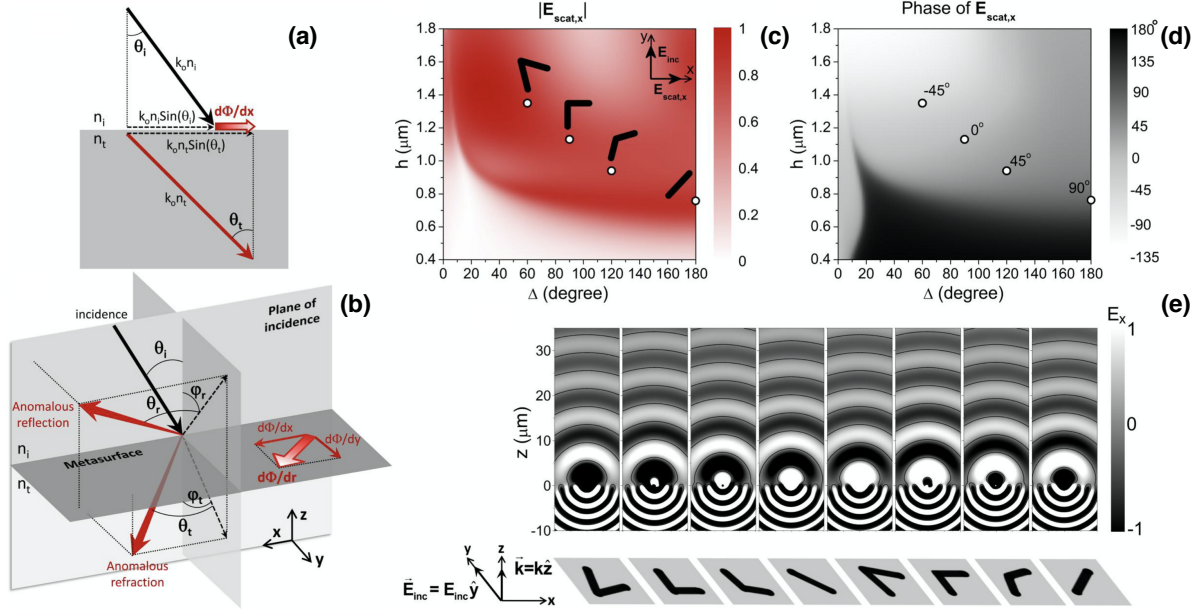 (a)
θi
konᵢ
dΦ/dx
nᵢ
konᵢSin(θᵢ)
nₜ
konₜSin(θₜ)
konₜ
θₜ
|E_scat,x|
(c)
h (μm)
1.8
1.6
1.4
1.2
1.0
0.8
0.6
0.4
0 20 40 60 80 100 120 140 160 180
Δ (degree)
y
E_inc
x
E_scat,x
1
0.8
0.6
0.4
0.2
0
Phase of E_scat,x
(d)
h (μm)
1.8
1.6
1.4
1.2
1.0
0.8
0.6
0.4
0 20 40 60 80 100 120 140 160 180
Δ (degree)
-45°
0°
45°
90°
180°
135
90
45
0
-45
-90
-135
(b)
incidence
Plane of
incidence
θᵢ
φᵣ
θᵣ
Anomalous
reflection
nᵢ
nₜ
Metasurface
dΦ/dx
dΦ/dy
dΦ/dr
φₜ
θₜ
Anomalous
refraction
z
x
y
(e)
Eₓ
1
0
-1
z (μm)
30
20
10
0
-10
y
z
x
k⃗=kẑ
E⃗_inc = E_inc ŷ